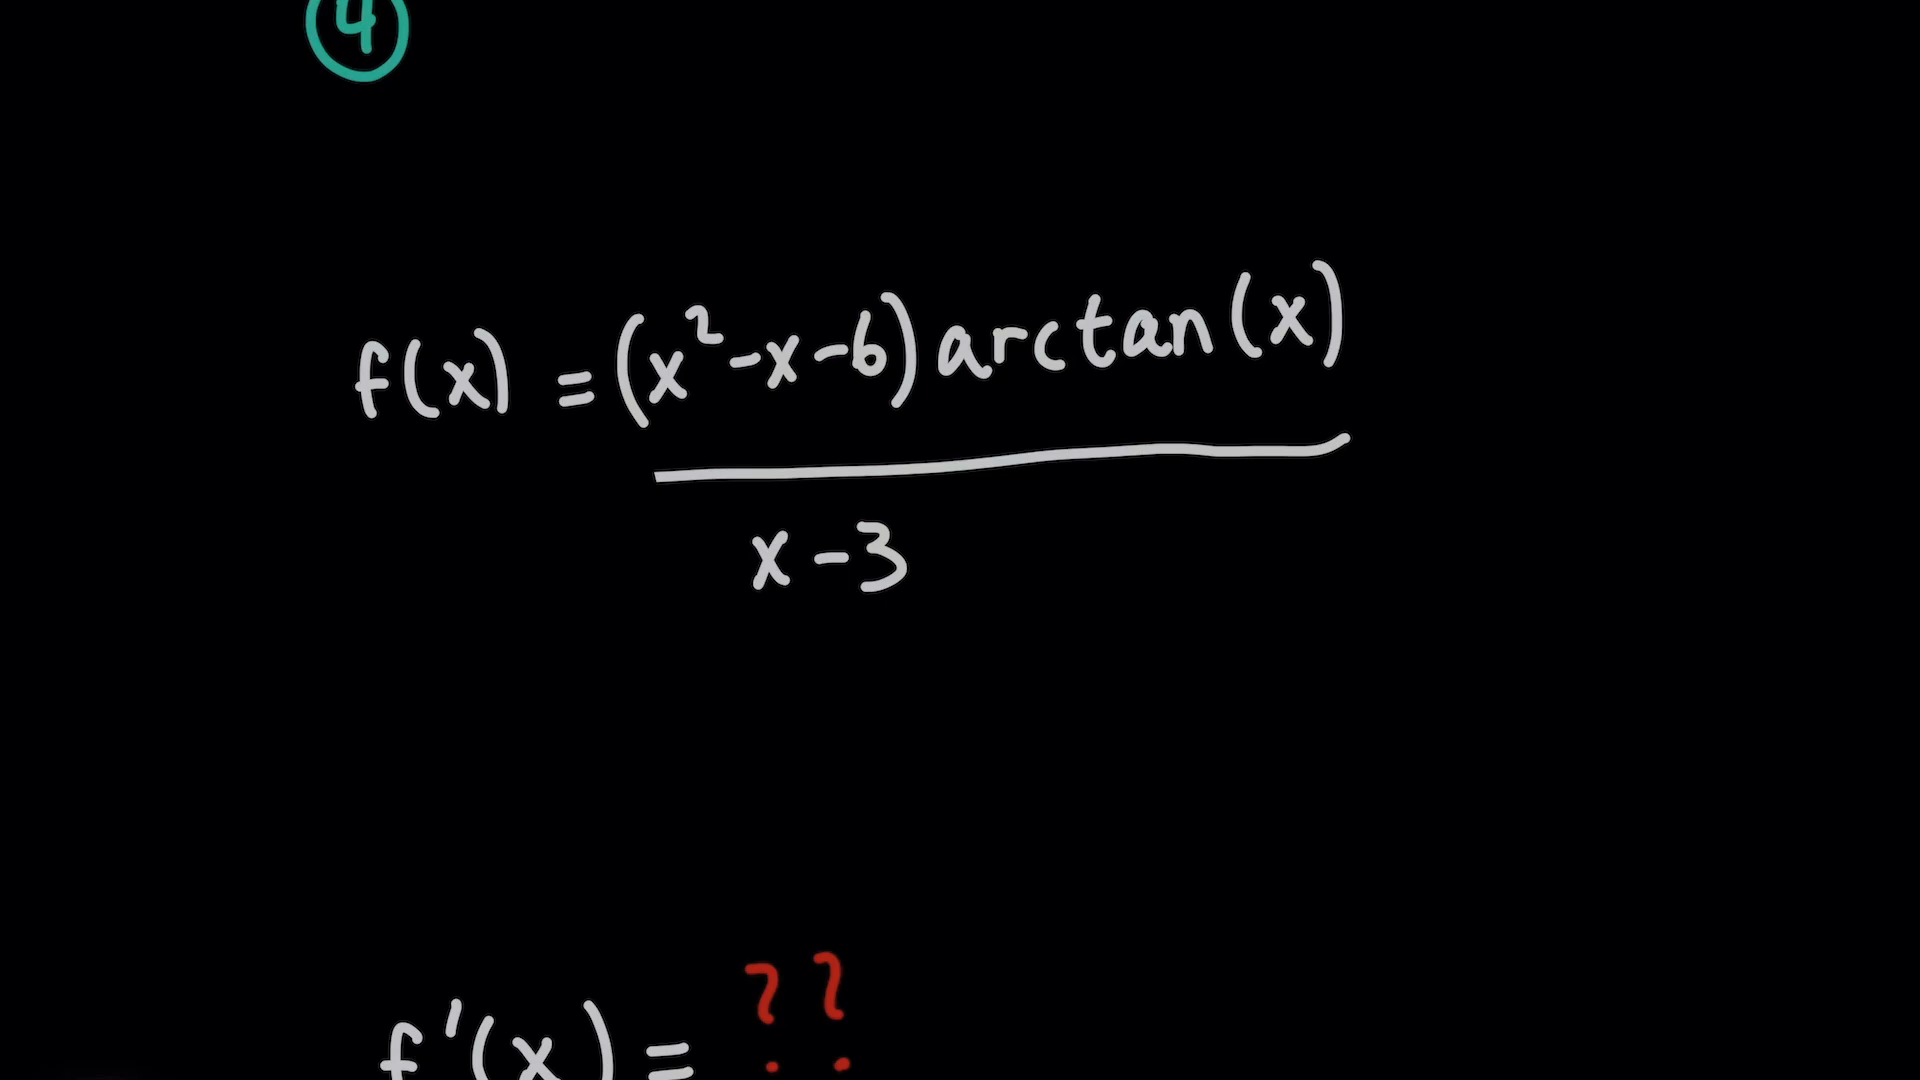 4
f(x) = (x²-x-6) arctan(x)
x-3
f'(x) = ??